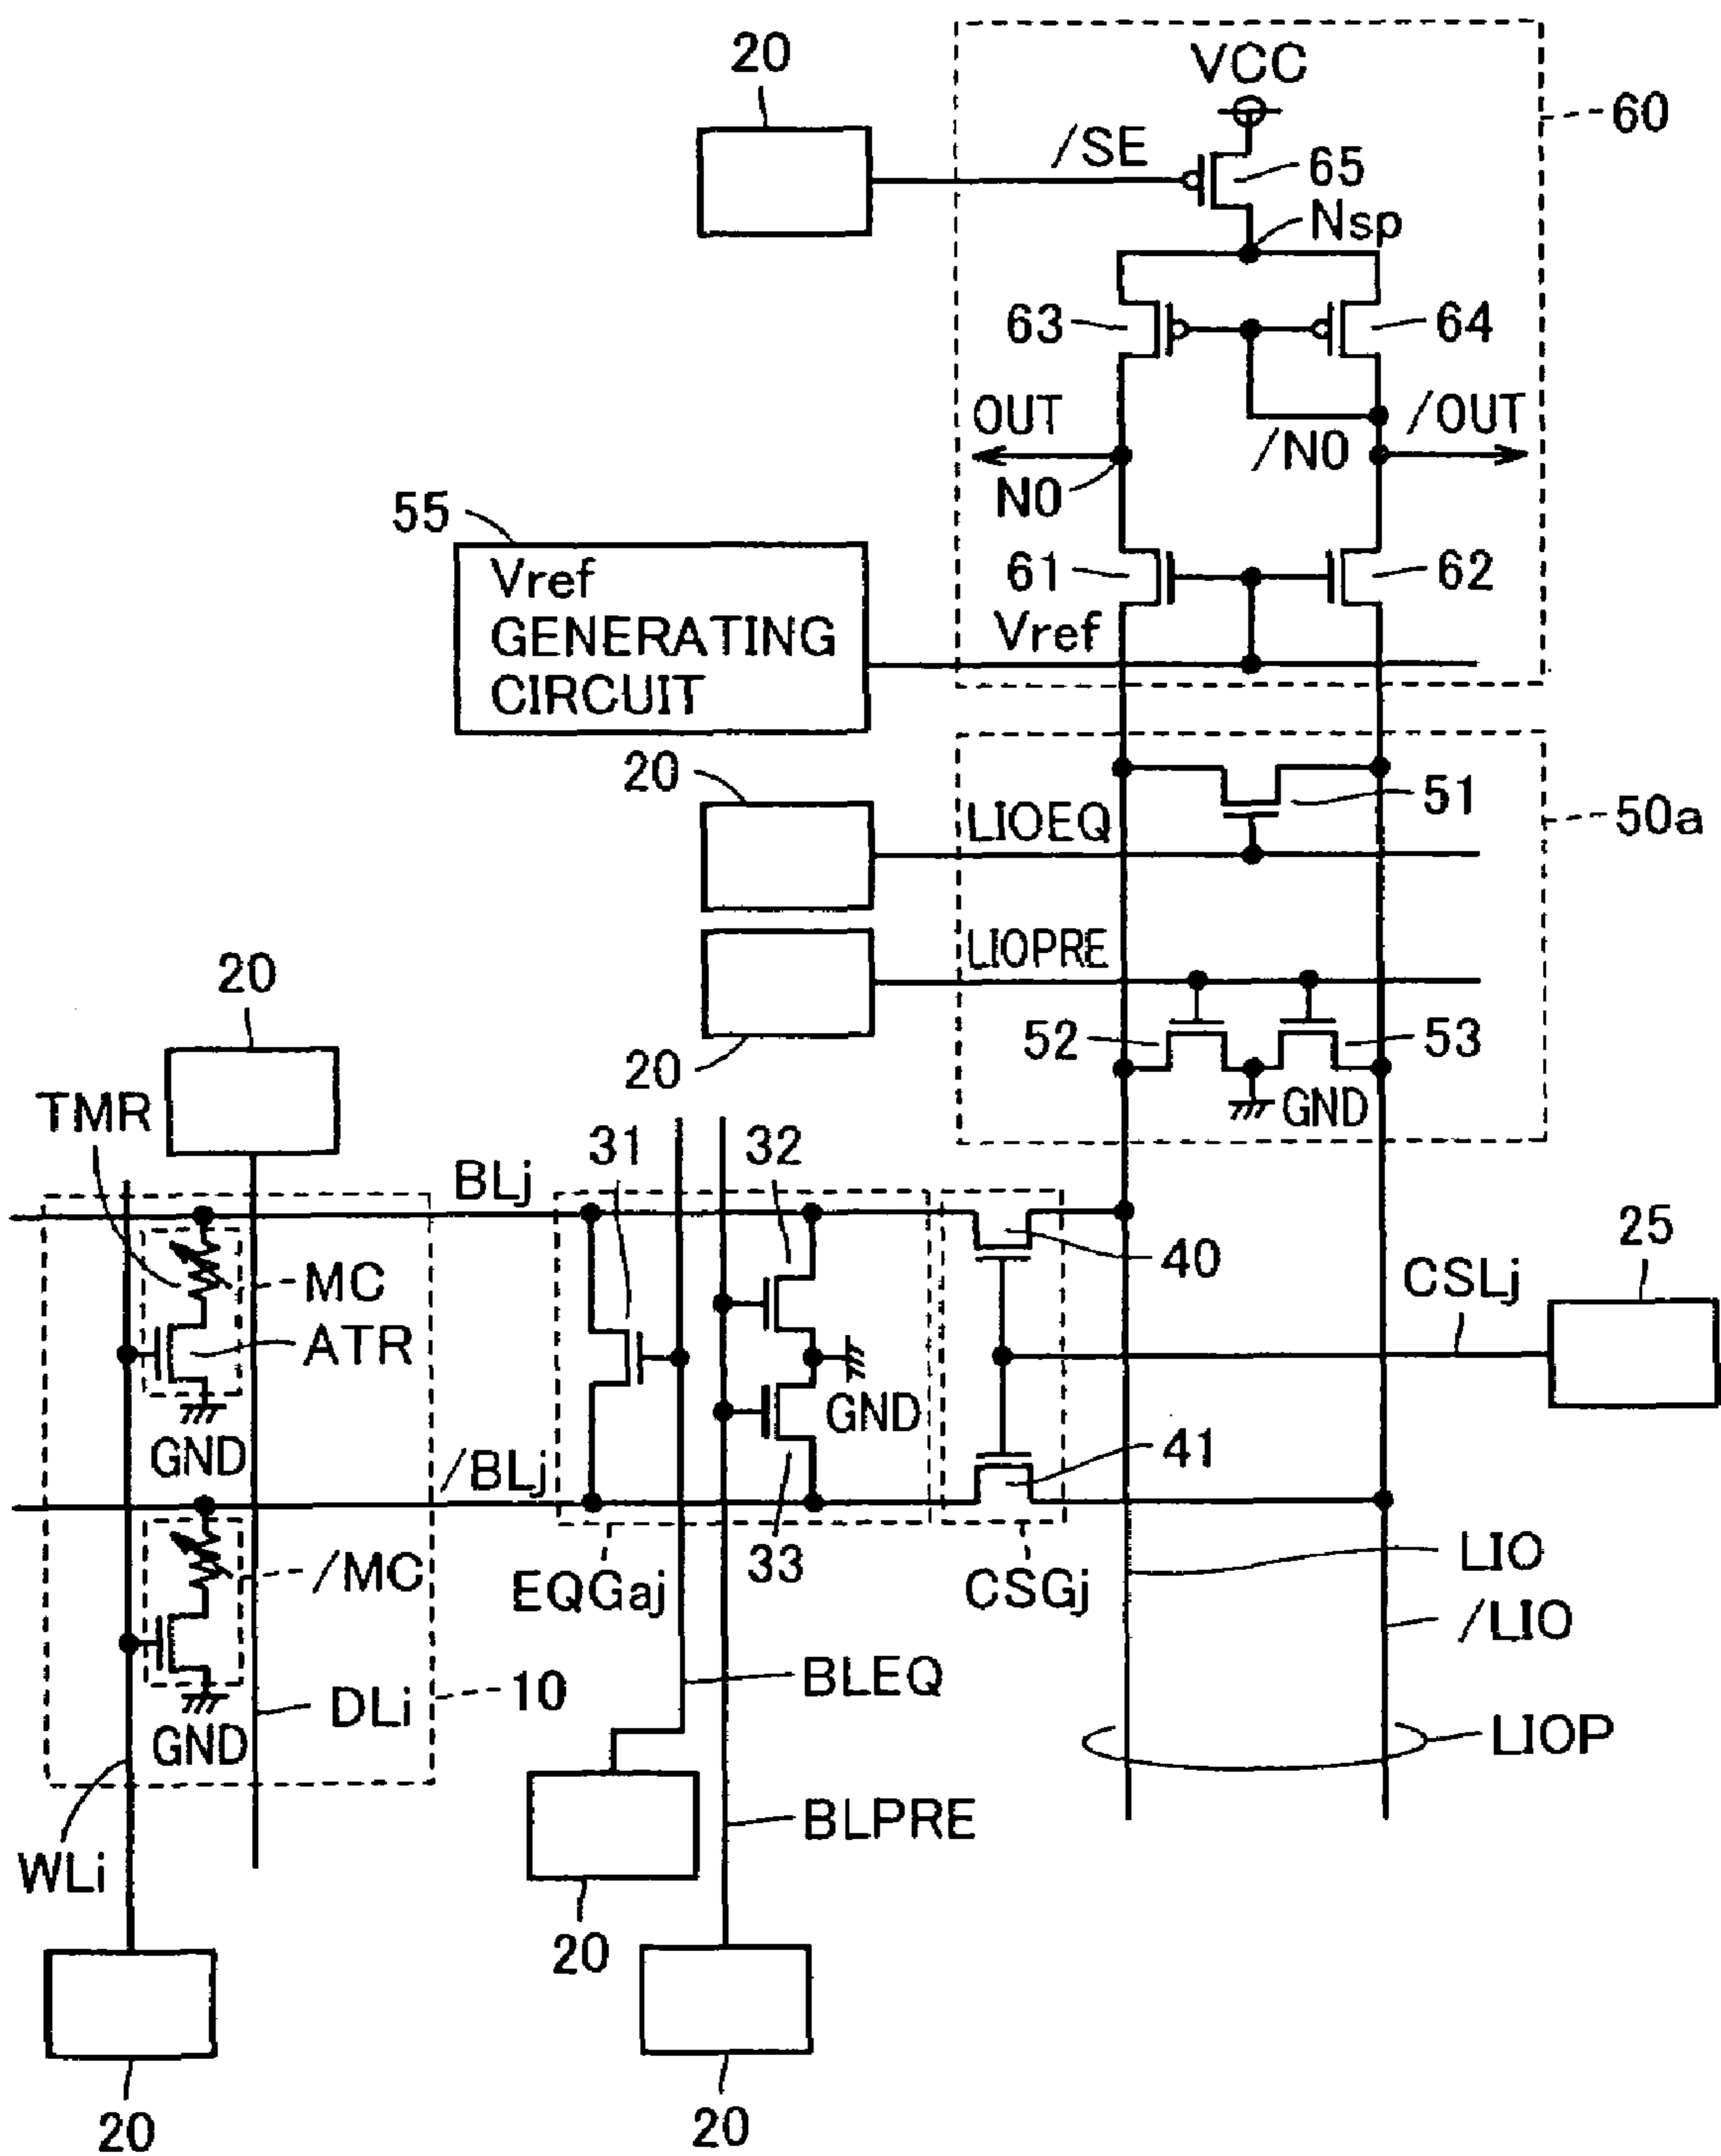 20
VCC
60
/SE
65
Nsp
63
64
OUT
/OUT
/N0
N0
55
Vref
GENERATING
CIRCUIT
61
62
Vref
20
51
50a
LIOEQ
LIOPRE
20
52
53
20
GND
TMR
31
32
BLj
40
25
MC
CSLj
ATR
GND
GND
41
/BLj
33
LIO
/MC
EQGaj
CSGj
/LIO
10
BLEQ
DLi
GND
LIOP
BLPRE
WLi
20
20
20